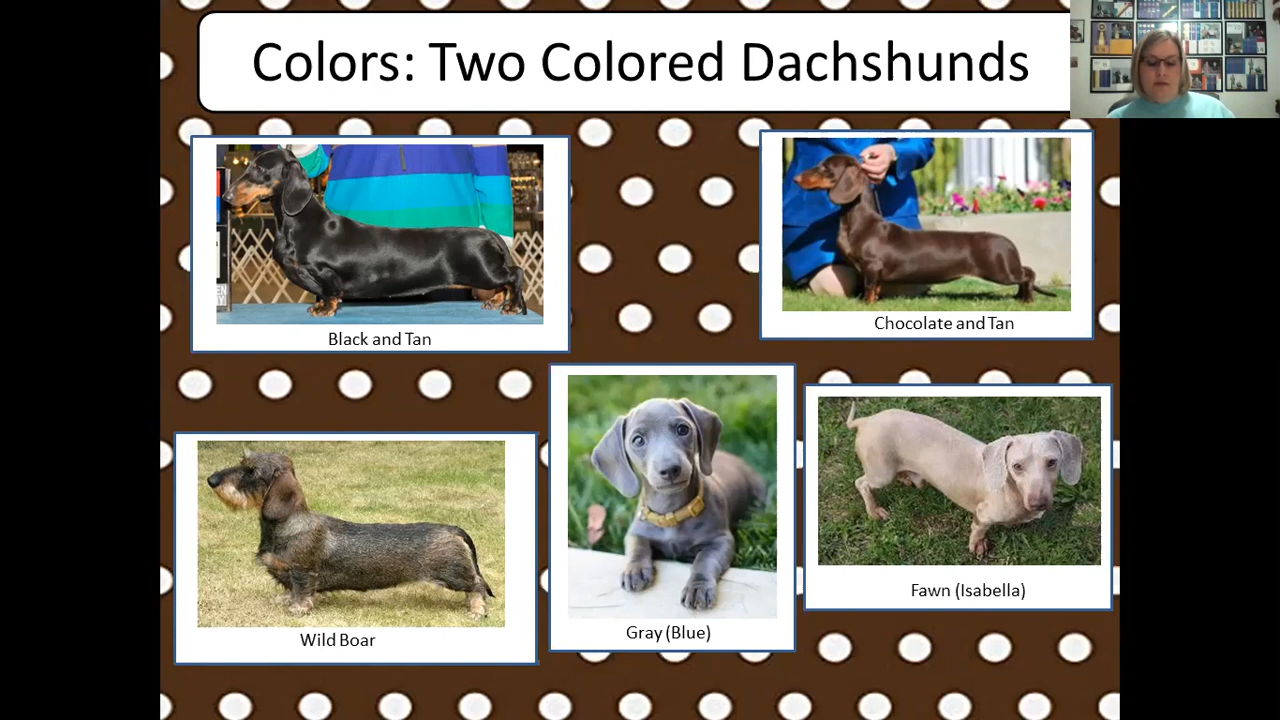 Colors: Two Colored Dachshunds
Black and Tan
Chocolate and Tan
Wild Boar
Gray (Blue)
Fawn (Isabella)